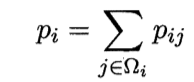 $p_i = \sum_{j \in \Omega_i} p_{ij}$